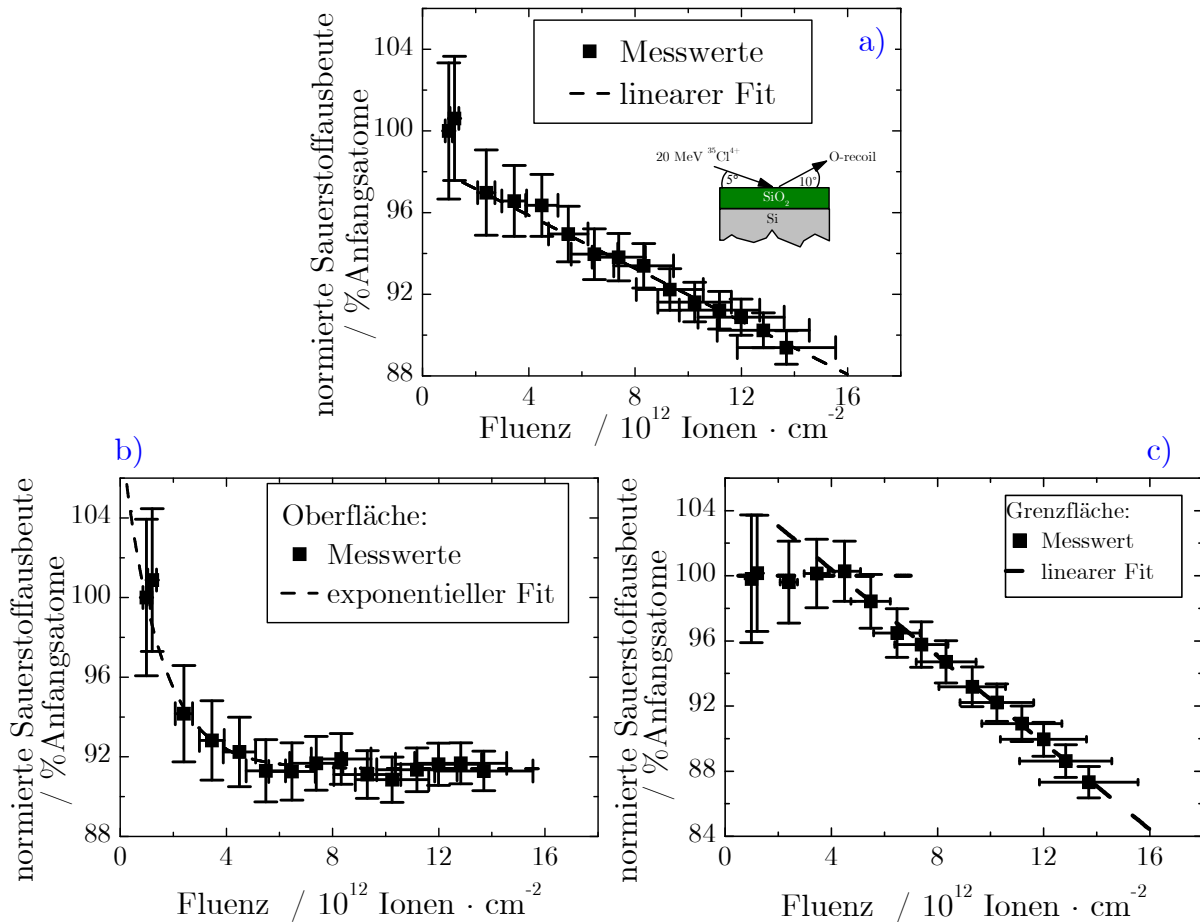 a)
normierte Sauerstoffausbeute
/ %Anfangsatome
104
100
96
92
88
Messwerte
linearer Fit
20 MeV ³⁵Cl⁴⁺
O-recoil
5°
10°
SiO₂
Si
0 4 8 12 16
Fluenz / 10¹² Ionen · cm⁻²
b)
normierte Sauerstoffausbeute
/ %Anfangsatome
104
100
96
92
88
Oberfläche:
Messwerte
exponentieller Fit
0 4 8 12 16
Fluenz / 10¹² Ionen · cm⁻²
c)
normierte Sauerstoffausbeute
/ %Anfangsatome
104
100
96
92
88
84
Grenzfläche:
Messwert
linearer Fit
0 4 8 12 16
Fluenz / 10¹² Ionen · cm⁻²